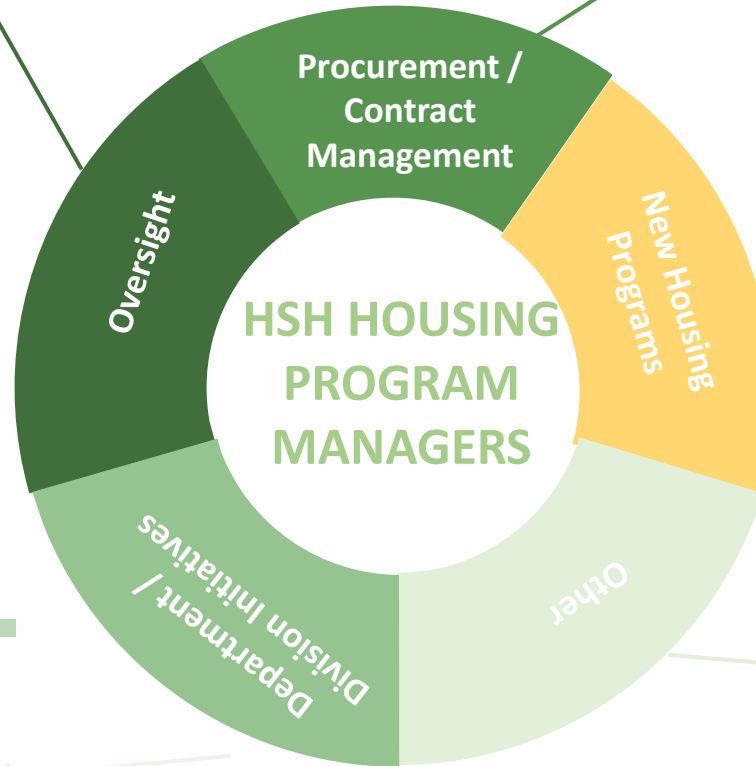 Procurement /
Contract
Management
Oversight
New Housing
Programs
HSH HOUSING
PROGRAM
MANAGERS
Department /
Division Initiatives
Other